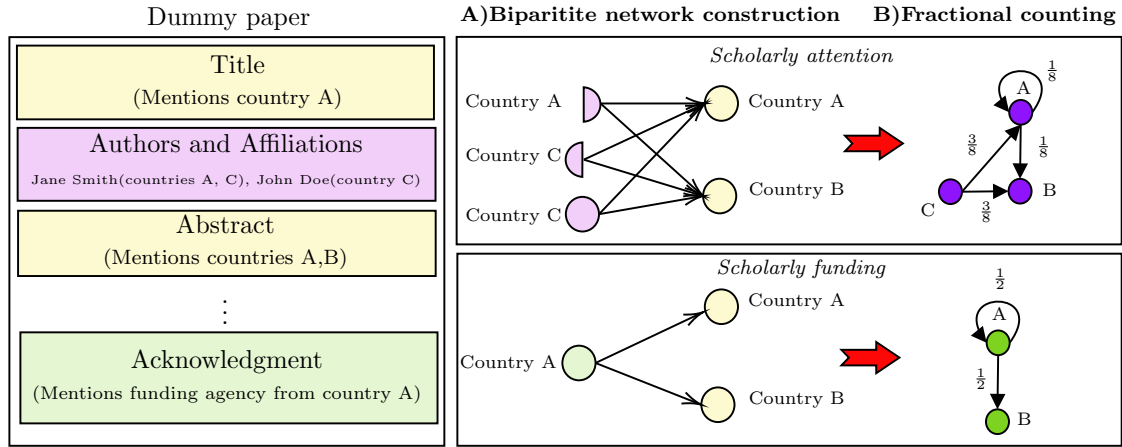 Dummy paper
Title
(Mentions country A)
Authors and Affiliations
Jane Smith(countries A, C), John Doe(country C)
Abstract
(Mentions countries A,B)
⋮
Acknowledgment
(Mentions funding agency from country A)
A)Biparitite network construction
B)Fractional counting
Scholarly attention
Country A
Country C
Country C
Country A
Country B
1/8
A
3/8
1/8
B
C
3/8
Scholarly funding
Country A
Country A
Country B
1/2
A
1/2
B